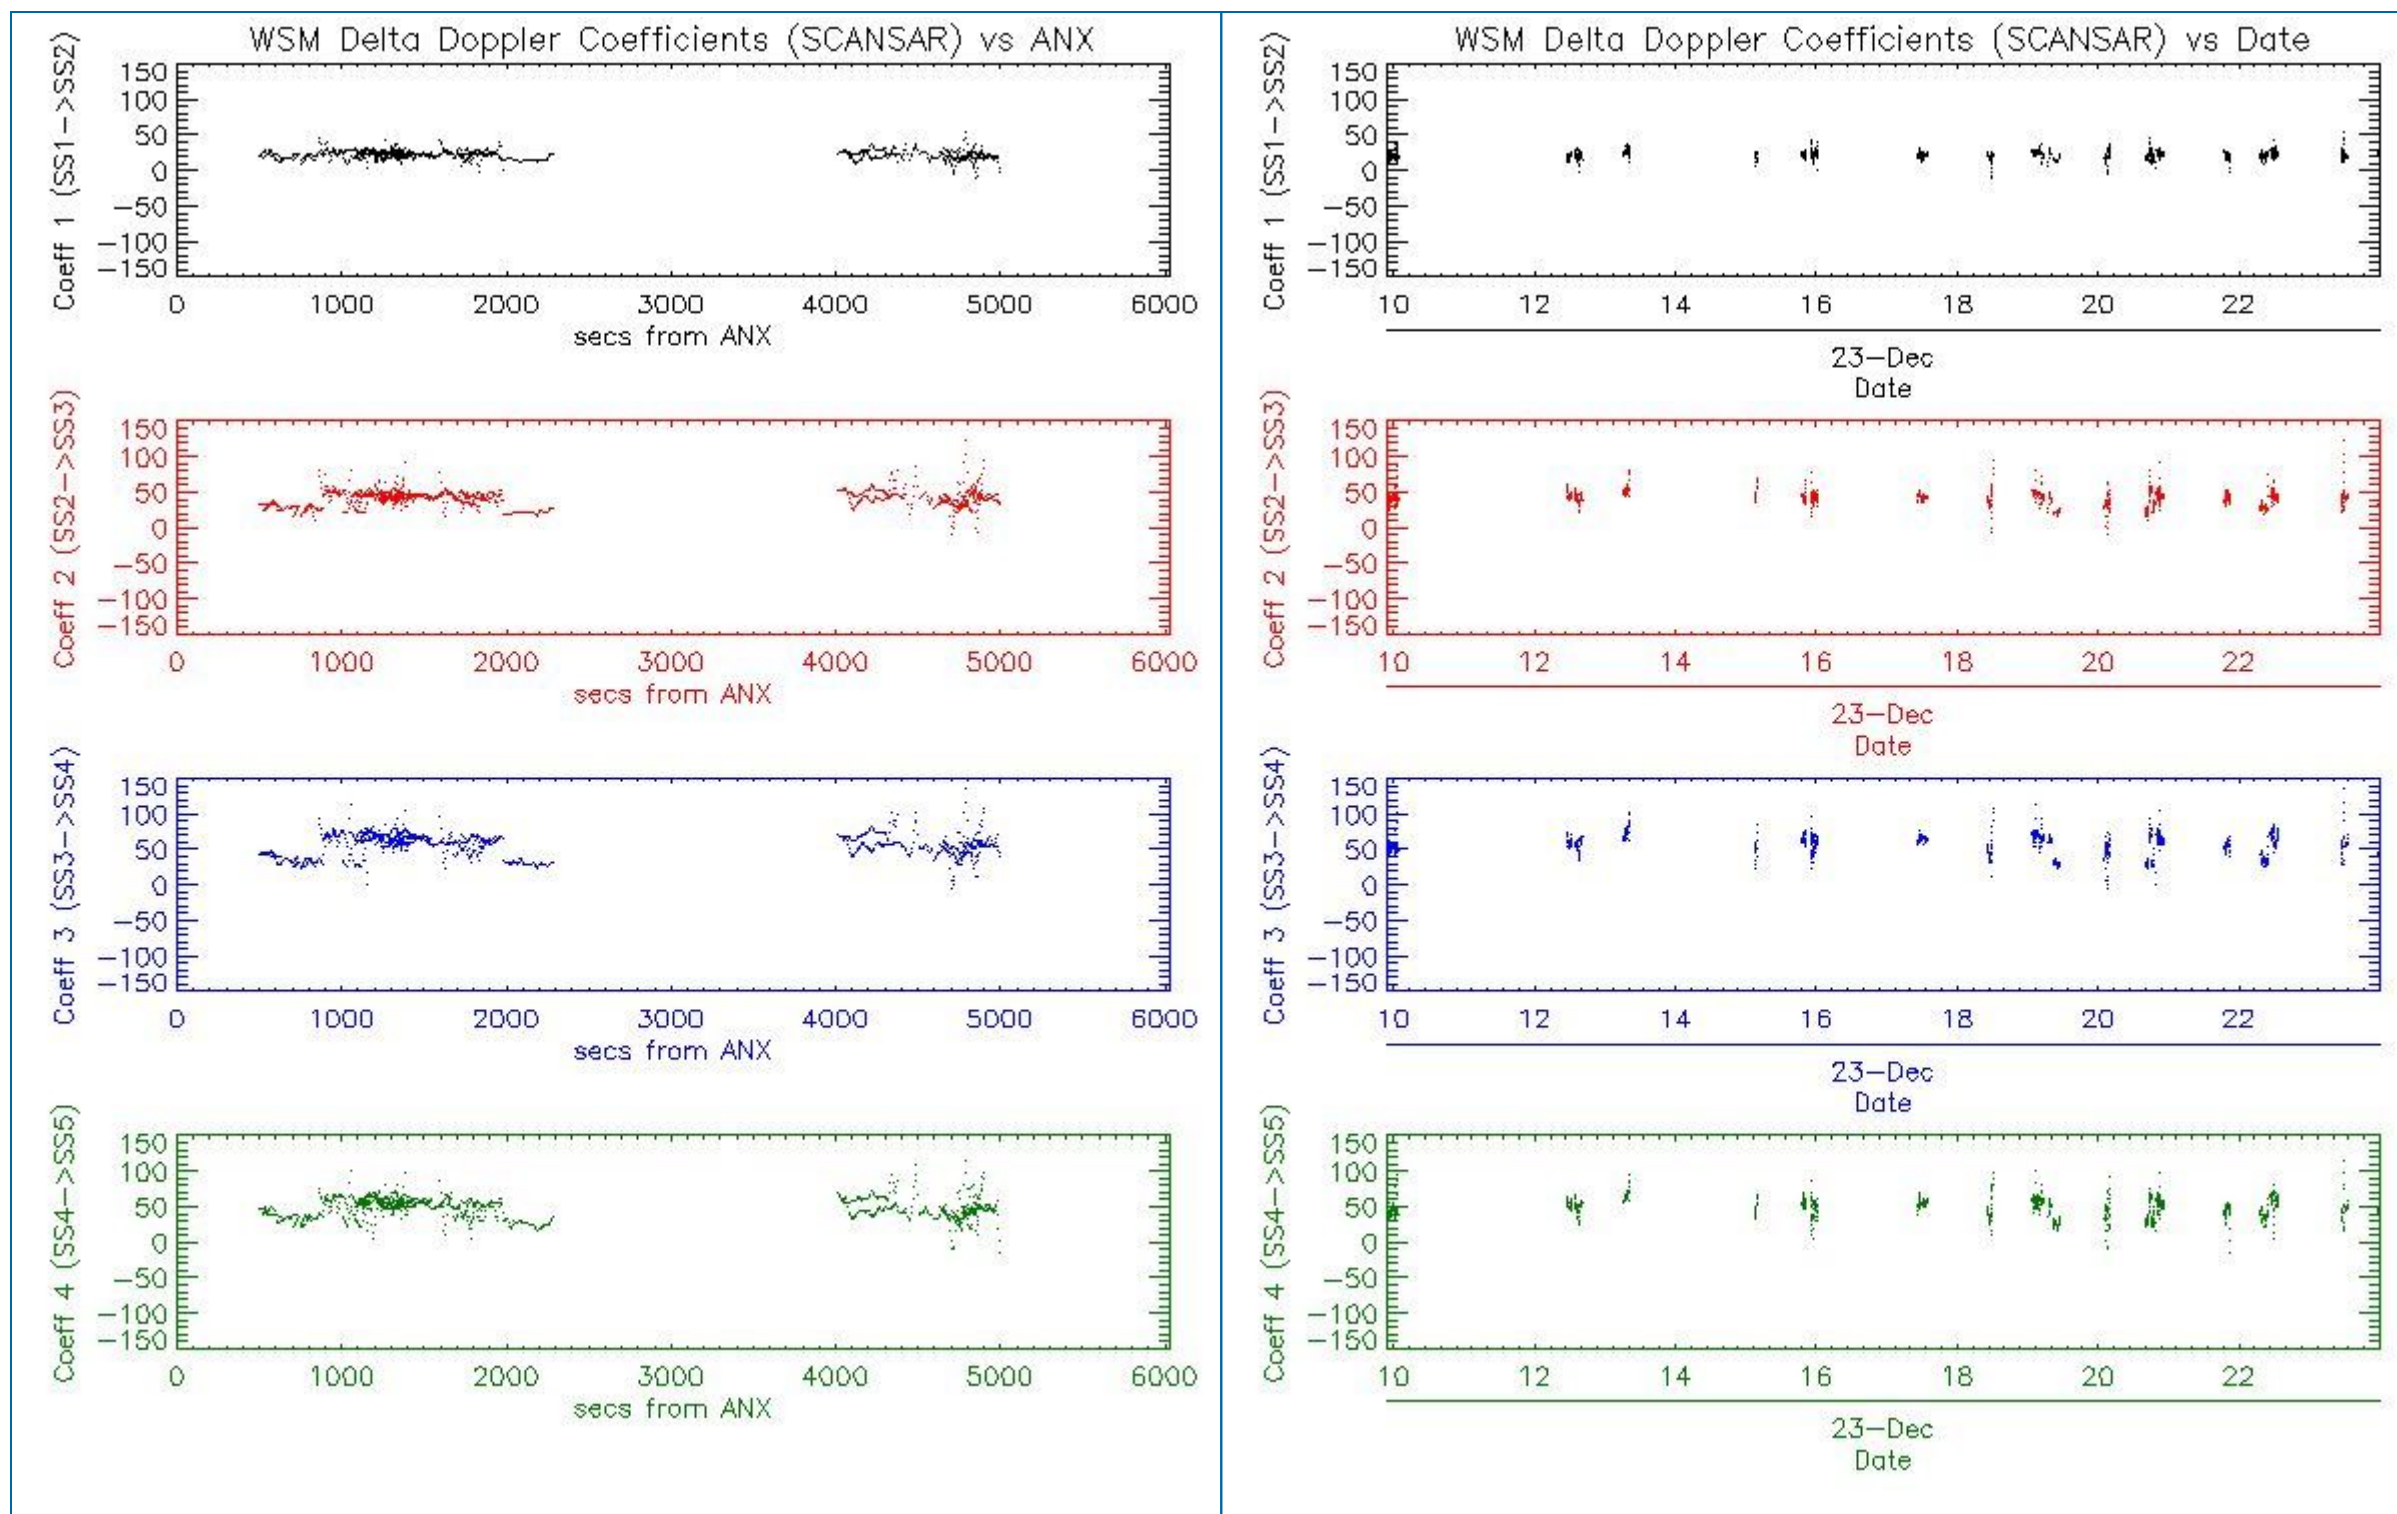 WSM Delta Doppler Coefficients (SCANSAR) vs ANX
Coeff 1 (SS1->SS2)
150
100
50
0
-50
-100
-150
0 1000 2000 3000 4000 5000 6000
secs from ANX
Coeff 2 (SS2->SS3)
150
100
50
0
-50
-100
-150
0 1000 2000 3000 4000 5000 6000
secs from ANX
Coeff 3 (SS3->SS4)
150
100
50
0
-50
-100
-150
0 1000 2000 3000 4000 5000 6000
secs from ANX
Coeff 4 (SS4->SS5)
150
100
50
0
-50
-100
-150
0 1000 2000 3000 4000 5000 6000
secs from ANX
WSM Delta Doppler Coefficients (SCANSAR) vs Date
Coeff 1 (SS1->SS2)
150
100
50
0
-50
-100
-150
10 12 14 16 18 20 22
23-Dec
Date
Coeff 2 (SS2->SS3)
150
100
50
0
-50
-100
-150
10 12 14 16 18 20 22
23-Dec
Date
Coeff 3 (SS3->SS4)
150
100
50
0
-50
-100
-150
10 12 14 16 18 20 22
23-Dec
Date
Coeff 4 (SS4->SS5)
150
100
50
0
-50
-100
-150
10 12 14 16 18 20 22
23-Dec
Date